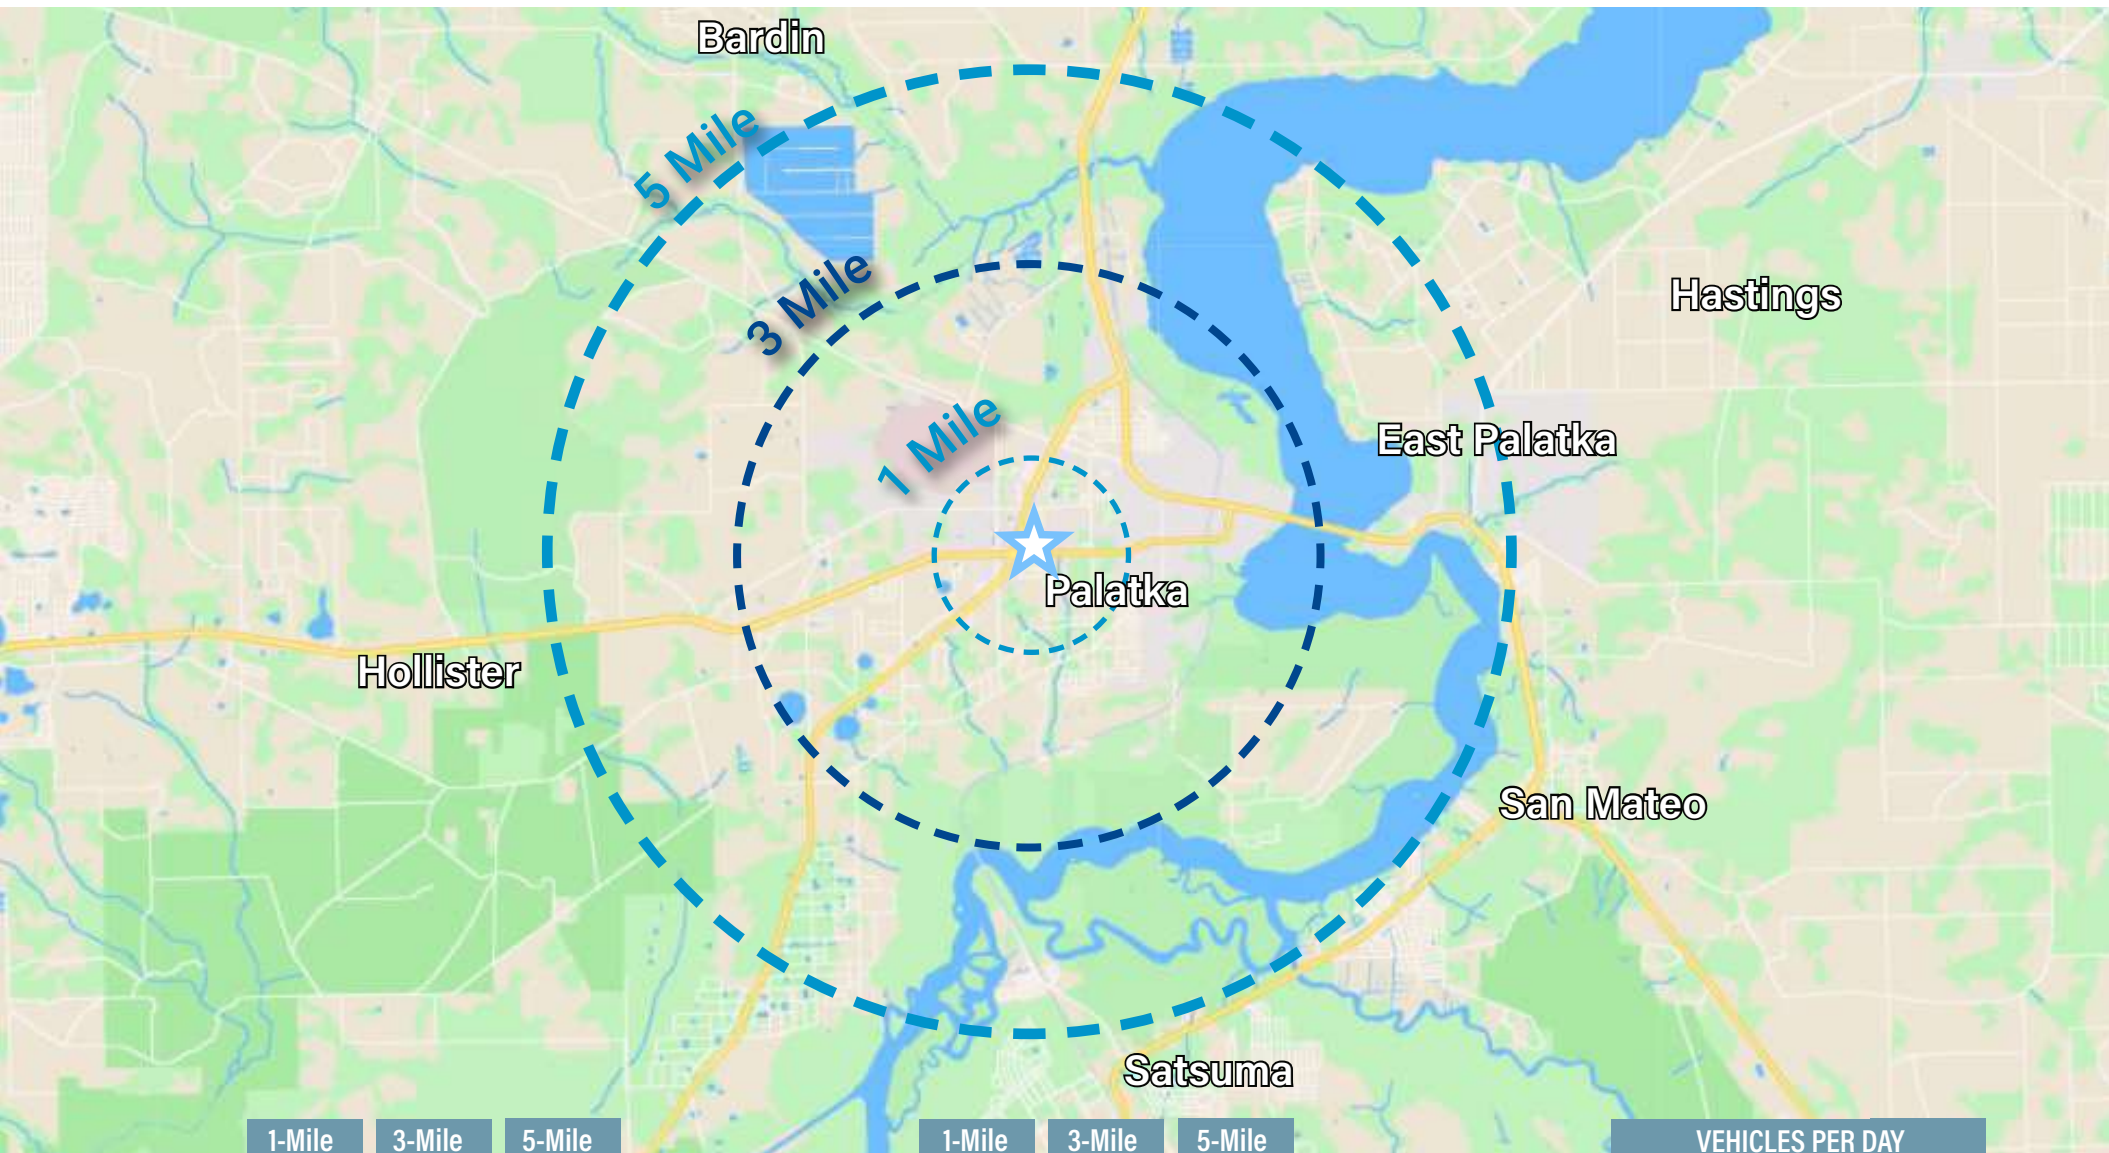 Bardin
5 Mile
3 Mile
Hastings
1 Mile
East Palatka
Palatka
Hollister
San Mateo
Satsuma
1-Mile 3-Mile 5-Mile 1-Mile 3-Mile 5-Mile VEHICLES PER DAY